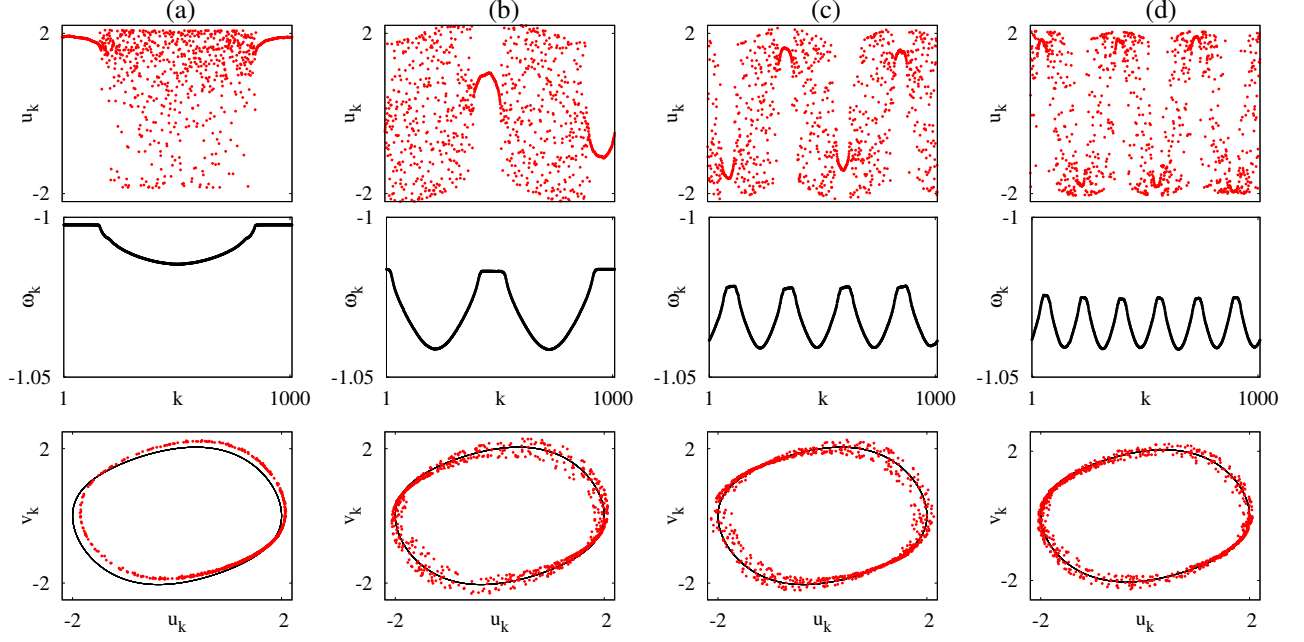 (a) (b) (c) (d)
2 2 2 2
u_k u_k u_k u_k
-2 -2 -2 -2
-1 -1 -1 -1
ω_k ω_k ω_k ω_k
-1.05 -1.05 -1.05 -1.05
1 k 1000 1 k 1000 1 k 1000 1 k 1000
2 2 2 2
v_k v_k v_k v_k
-2 -2 -2 -2
-2 u_k 2 -2 u_k 2 -2 u_k 2 -2 u_k 2